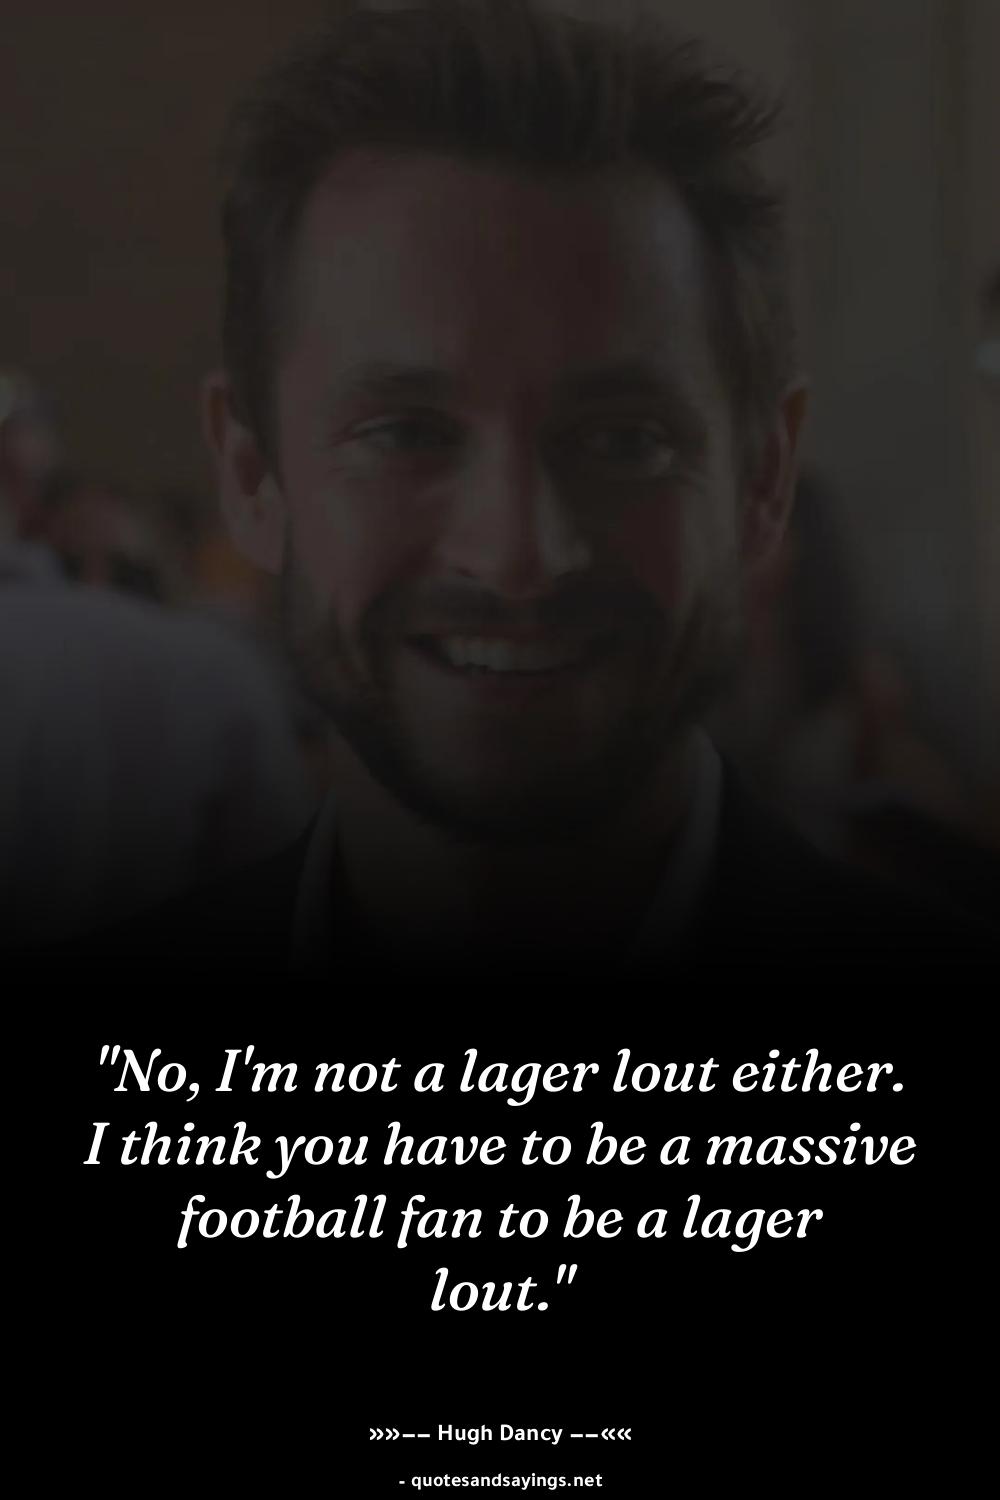 "No, I'm not a lager lout either.
I think you have to be a massive
football fan to be a lager
lout."
»»−− Hugh Dancy −−««
- quotesandsayings.net